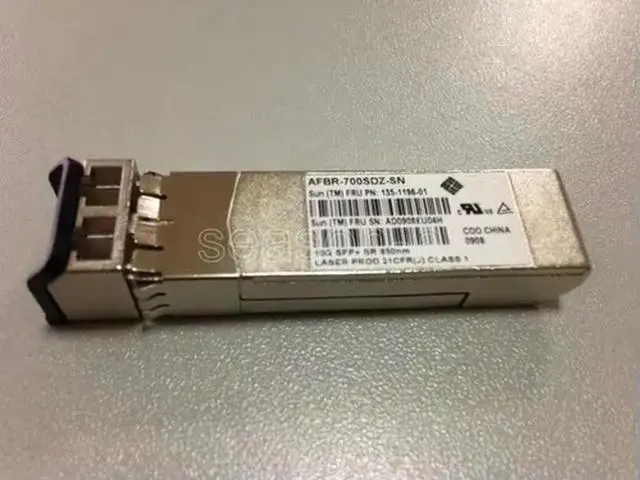 AFBR-700SDZ-SN
Sun (TM) FRU PN: 135-1196-01
Sun (TM) FRU SN: AD0908EU04H
COO CHINA
0908
10G SFP+ SR 850nm
LASER PROD 21CFR(J) CLASS 1
seas